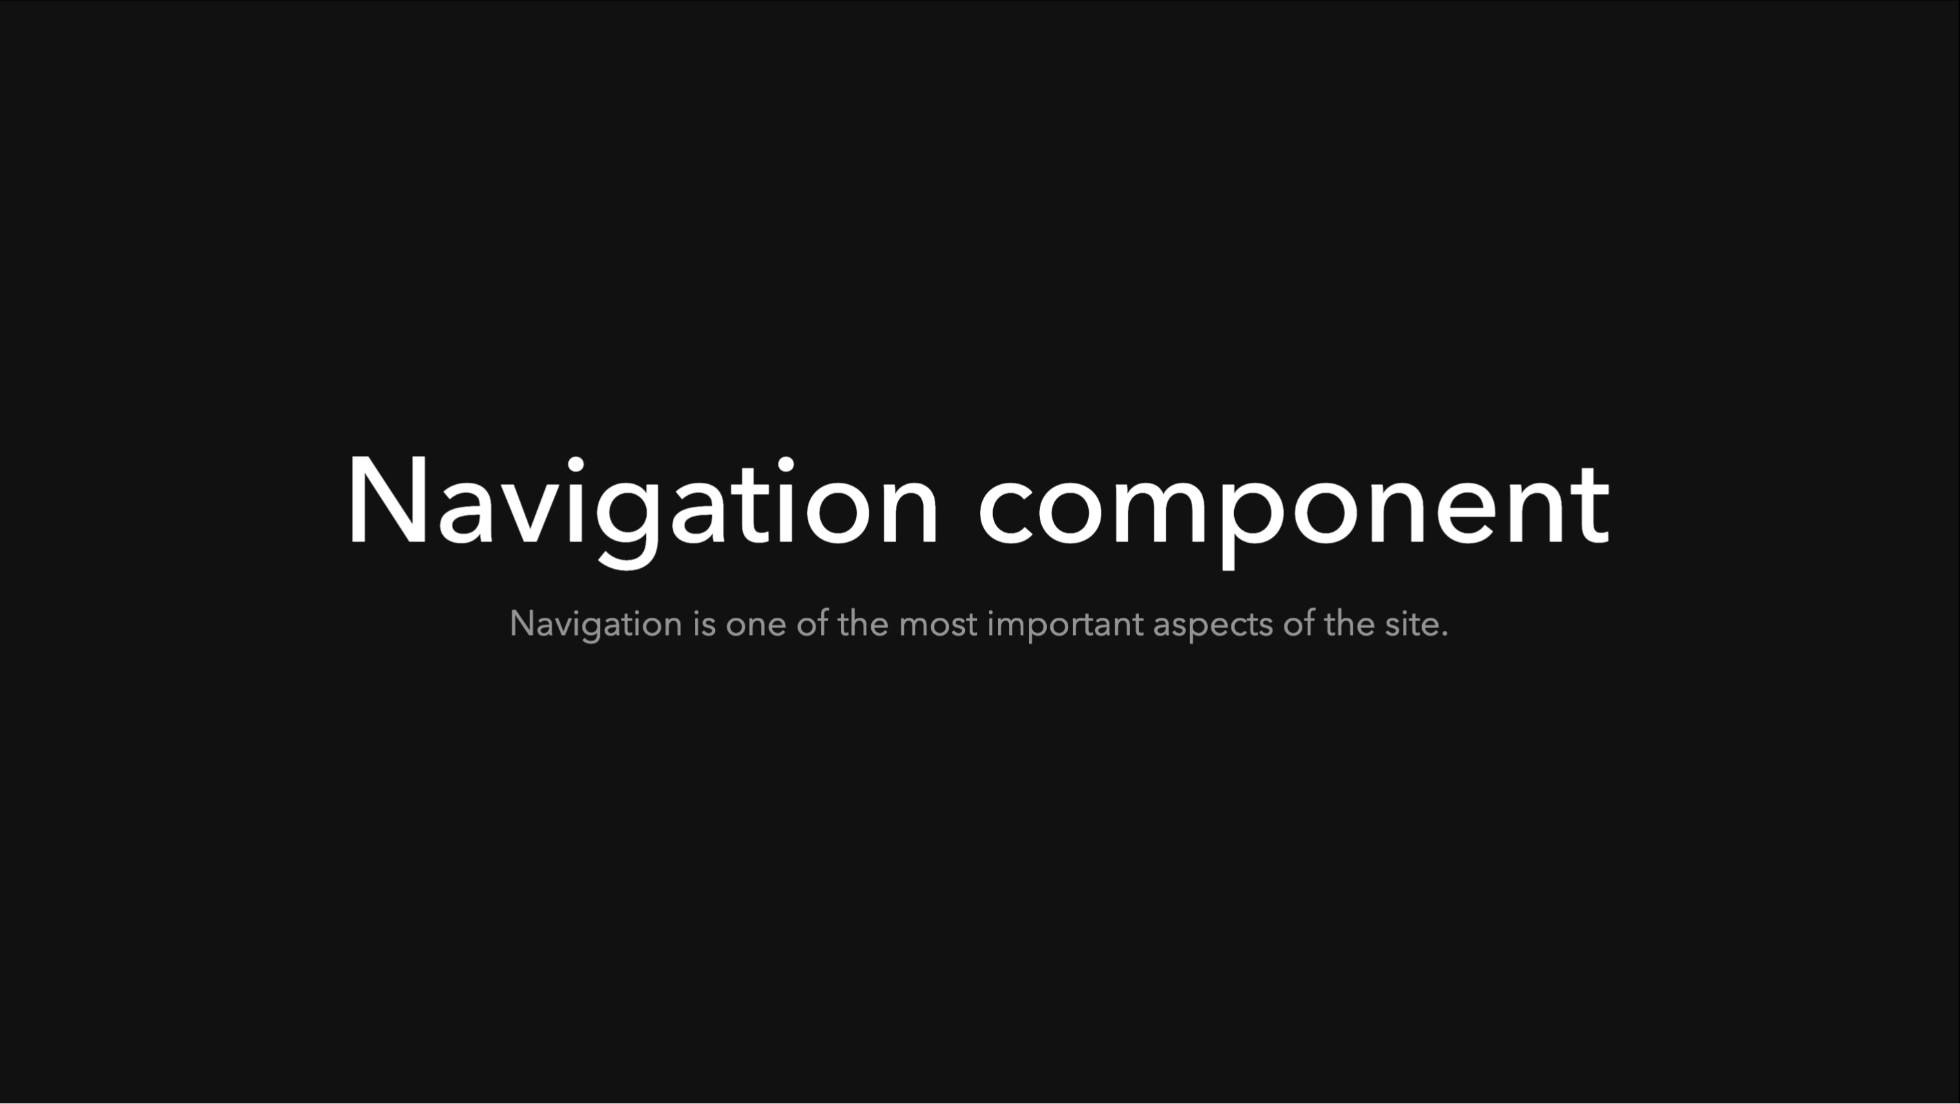 Navigation component
Navigation is one of the most important aspects of the site.